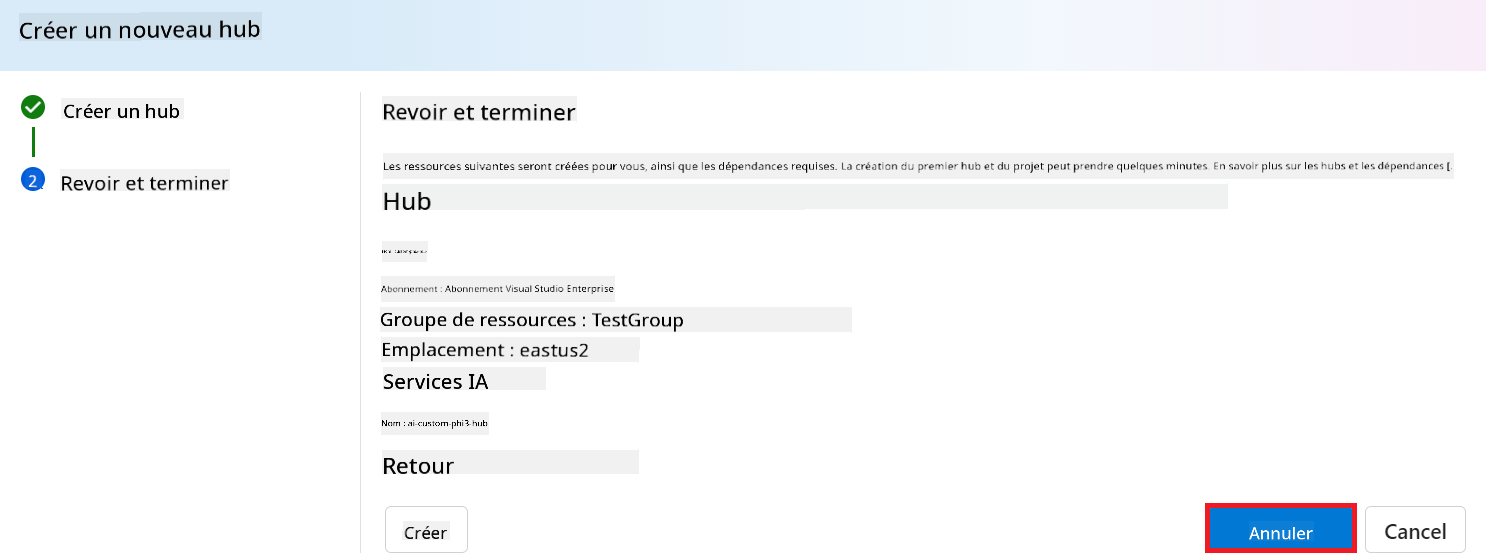 Créer un nouveau hub
Créer un hub
2
Revoir et terminer
Revoir et terminer
Les ressources suivantes seront créées pour vous, ainsi que les dépendances requises. La création du premier hub et du projet peut prendre quelques minutes. En savoir plus sur les hubs et les dépendances [.
Hub
Abonnement : Abonnement Visual Studio Enterprise
Groupe de ressources : TestGroup
Emplacement : eastus2
Services IA
Nom : ai-custom-phi3-hub
Retour
Créer
Annuler
Cancel